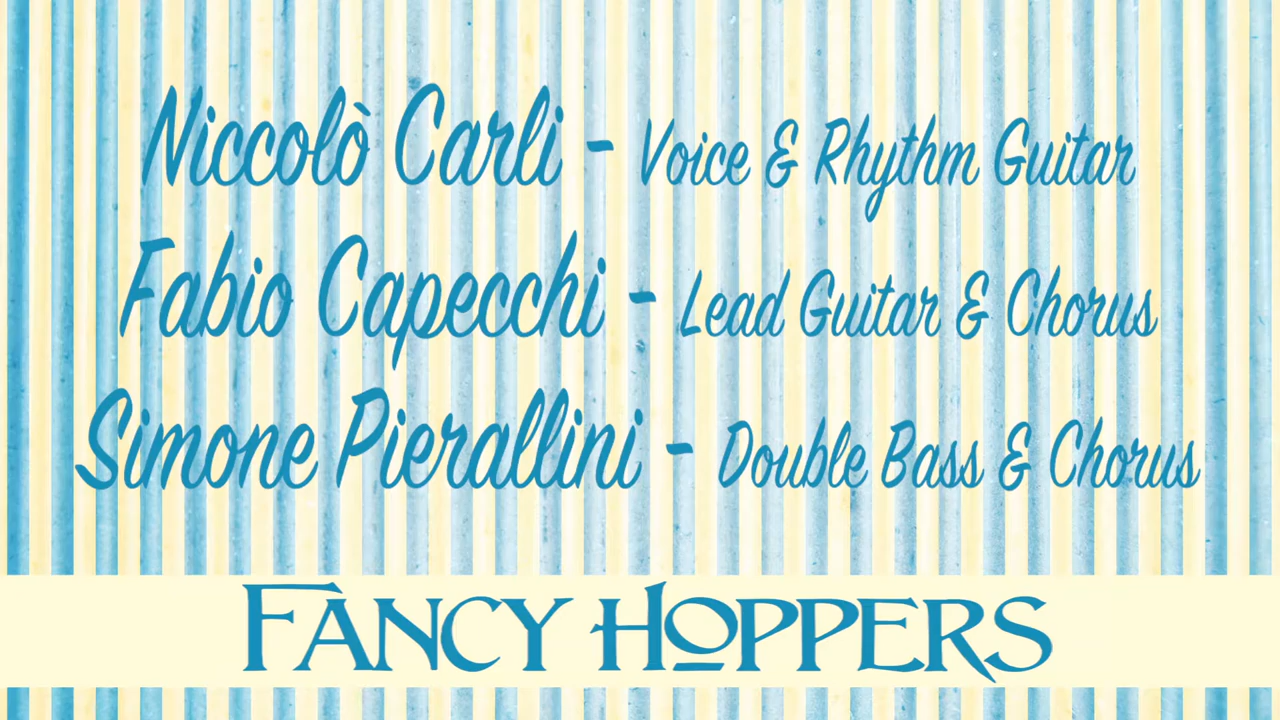 Niccolò Carli - Voice & Rhythm Guitar
Fabio Capecchi - Lead Guitar & Chorus
Simone Pierallini - Double Bass & Chorus
FANCY HOPPERS